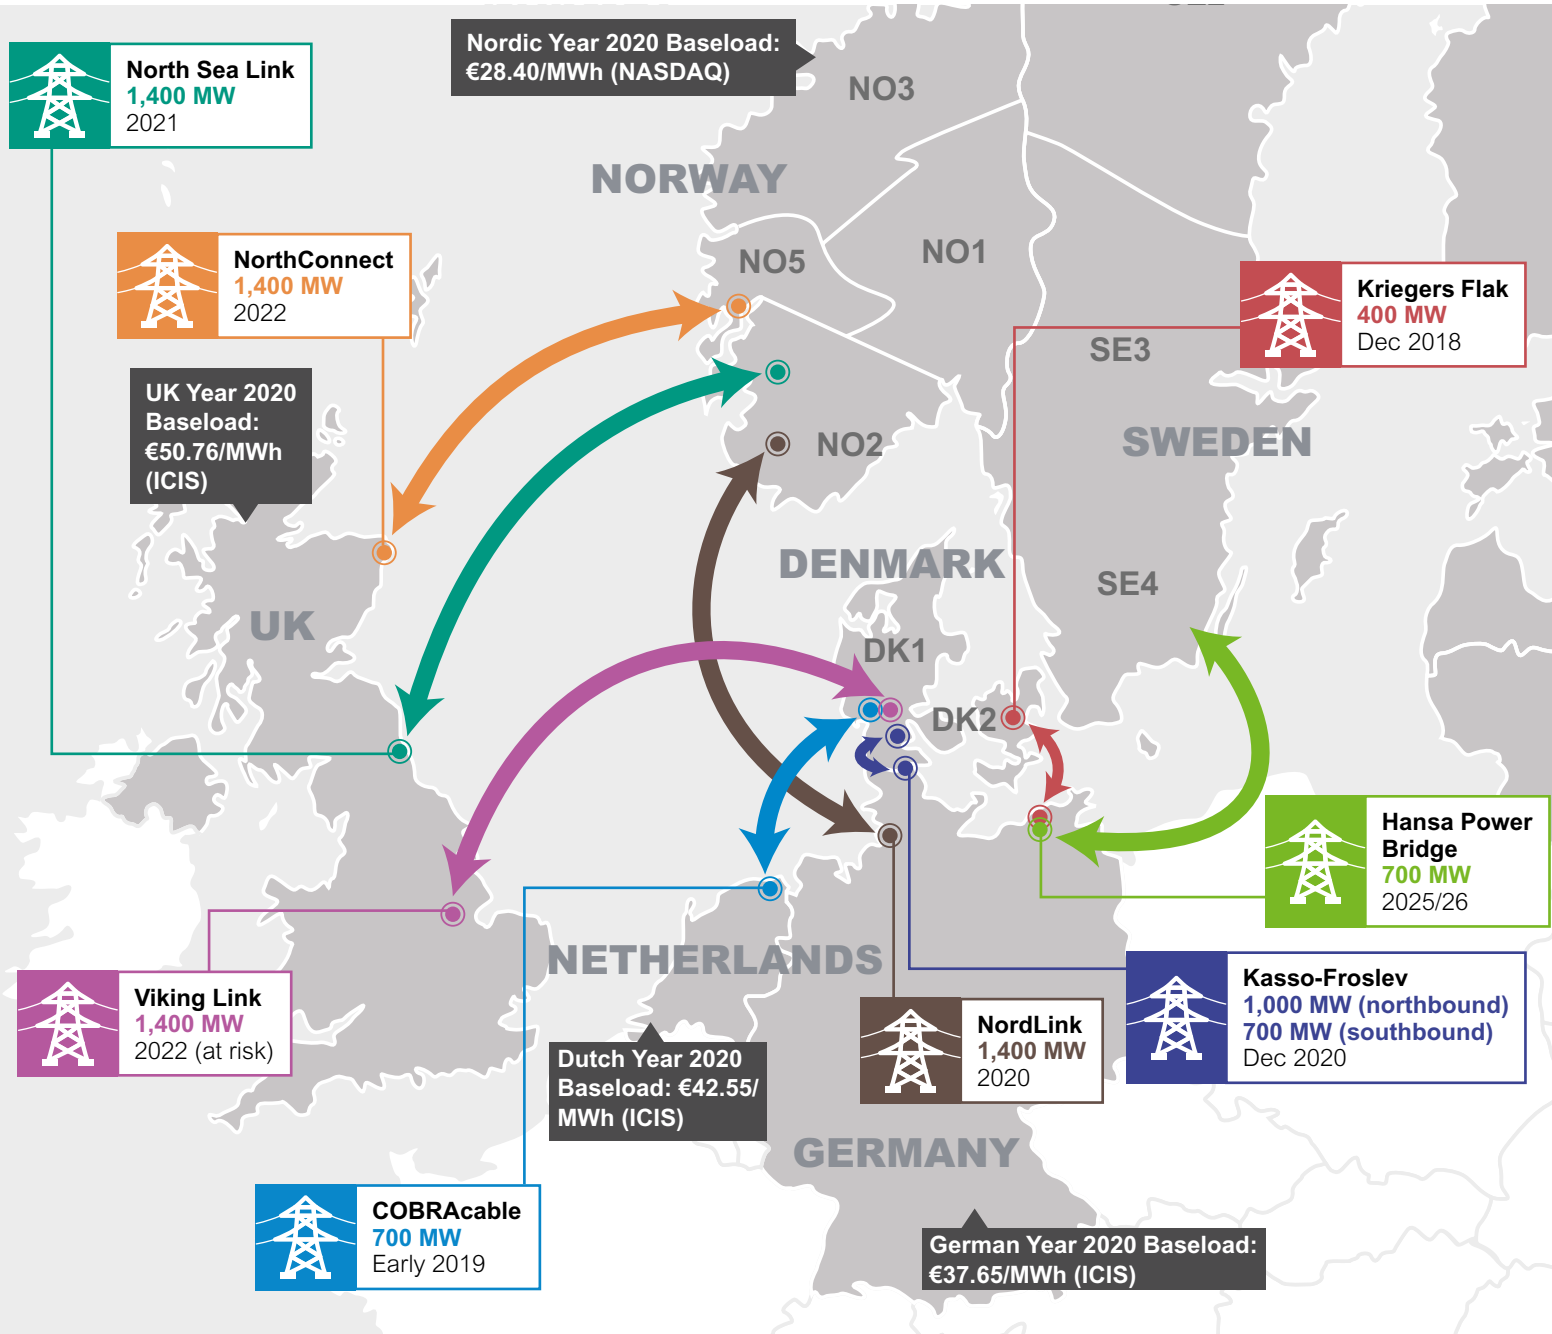 Nordic Year 2020 Baseload:
€28.40/MWh (NASDAQ)
North Sea Link
1,400 MW
2021
NO3
NORWAY
NorthConnect
1,400 MW
2022
NO5
NO1
Kriegers Flak
400 MW
Dec 2018
SE3
UK Year 2020
Baseload:
€50.76/MWh
(ICIS)
NO2
SWEDEN
DENMARK
SE4
UK
DK1
DK2
Hansa Power
Bridge
700 MW
2025/26
NETHERLANDS
Viking Link
1,400 MW
2022 (at risk)
Kasso-Froslev
1,000 MW (northbound)
700 MW (southbound)
Dec 2020
NordLink
1,400 MW
2020
Dutch Year 2020
Baseload: €42.55/
MWh (ICIS)
GERMANY
COBRAcable
700 MW
Early 2019
German Year 2020 Baseload:
€37.65/MWh (ICIS)